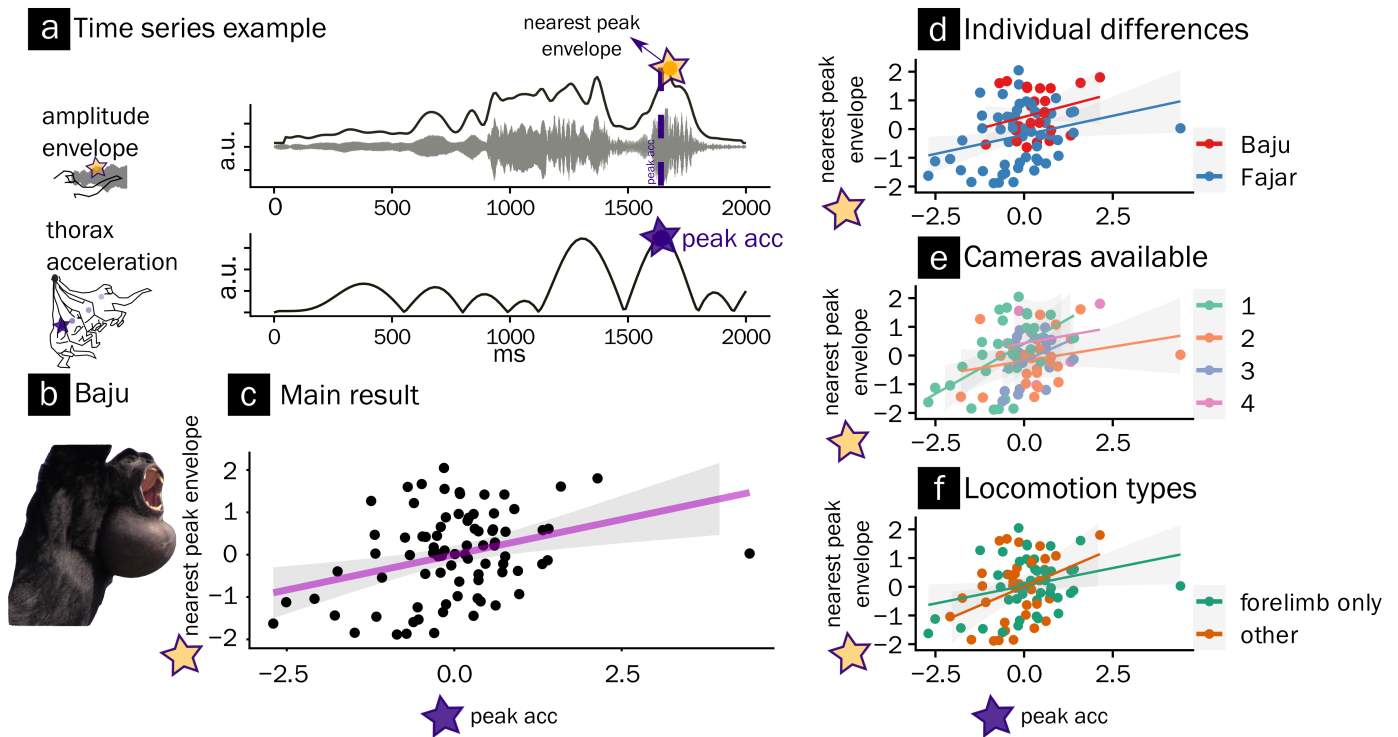 a Time series example
nearest peak
envelope
amplitude
envelope
a.u.
peak acc
0 500 1000 1500 2000
thorax
acceleration
a.u.
peak acc
0 500 1000 1500 2000
ms
b Baju
c Main result
nearest peak envelope
2
1
0
−1
−2
−2.5 0.0 2.5
peak acc
d Individual differences
nearest peak
envelope
2
1
0
−1
−2
−2.5 0.0 2.5
Baju
Fajar
e Cameras available
nearest peak
envelope
2
1
0
−1
−2
−2.5 0.0 2.5
1
2
3
4
f Locomotion types
nearest peak
envelope
2
1
0
−1
−2
−2.5 0.0 2.5
forelimb only
other
peak acc